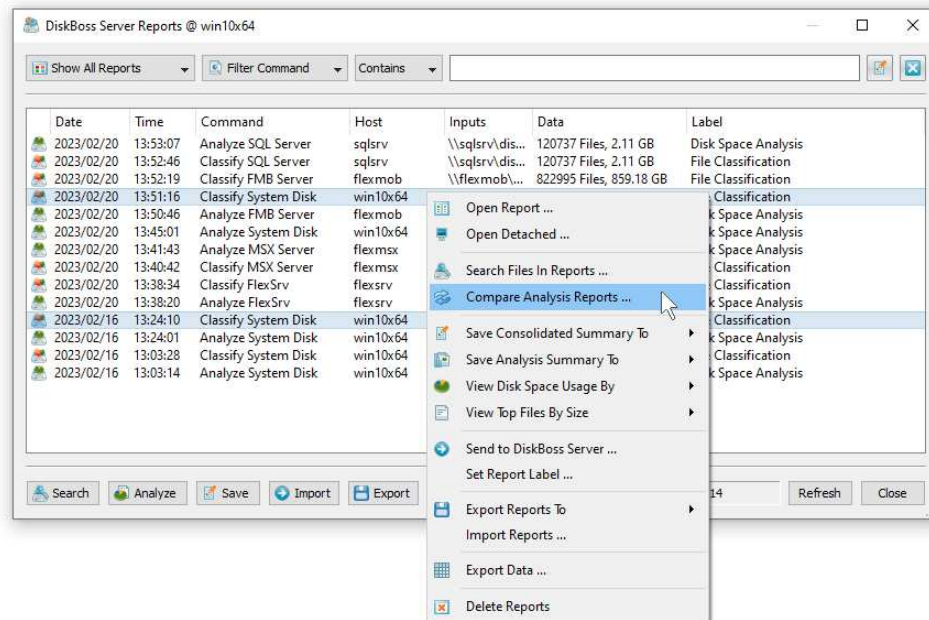 DiskBoss Server Reports @ win10x64
Show All Reports Filter Command Contains
Date Time Command Host Inputs Data Label
2023/02/20 13:53:07 Analyze SQL Server sqlsrv \\sqlsrv\dis... 120737 Files, 2.11 GB Disk Space Analysis
2023/02/20 13:52:46 Classify SQL Server sqlsrv \\sqlsrv\dis... 120737 Files, 2.11 GB File Classification
2023/02/20 13:52:19 Classify FMB Server flexmob \\flexmob\... 822995 Files, 859.18 GB File Classification
2023/02/20 13:51:16 Classify System Disk win10x64 Classification
2023/02/20 13:50:46 Analyze FMB Server flexmob Space Analysis
2023/02/20 13:45:01 Analyze System Disk win10x64 Space Analysis
2023/02/20 13:41:43 Analyze MSX Server flexmsx Space Analysis
2023/02/20 13:40:42 Classify MSX Server flexmsx Classification
2023/02/20 13:38:34 Classify FlexSrv flexsrv Classification
2023/02/20 13:38:20 Analyze FlexSrv flexsrv Space Analysis
2023/02/16 13:24:10 Classify System Disk win10x64 Classification
2023/02/16 13:24:01 Analyze System Disk win10x64 Space Analysis
2023/02/16 13:03:28 Classify System Disk win10x64 Classification
2023/02/16 13:03:14 Analyze System Disk win10x64 Space Analysis
Open Report ...
Open Detached ...
Search Files In Reports ...
Compare Analysis Reports ...
Save Consolidated Summary To
Save Analysis Summary To
View Disk Space Usage By
View Top Files By Size
Send to DiskBoss Server ...
Set Report Label ...
Export Reports To
Import Reports ...
Export Data ...
Delete Reports
Search Analyze Save Import Export 14 Refresh Close